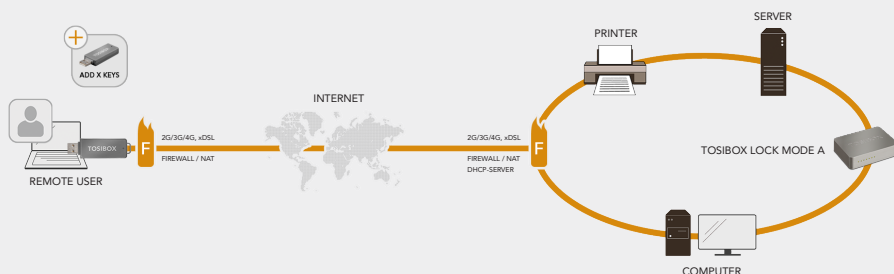 SERVER
PRINTER
ADD X KEYS
INTERNET
2G/3G/4G, xDSL
FIREWALL / NAT
2G/3G/4G, xDSL
FIREWALL / NAT
DHCP-SERVER
F
F
TOSIBOX
REMOTE USER
TOSIBOX LOCK MODE A
COMPUTER